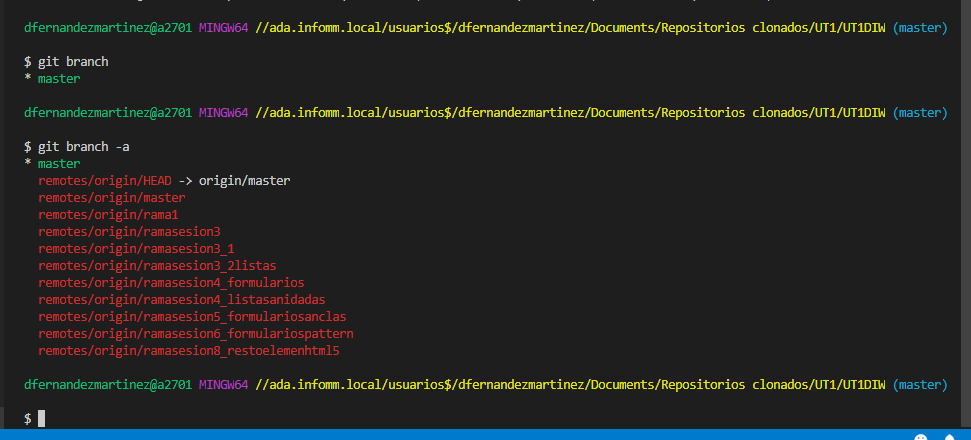 dfernandezmartinez@a2701 MINGW64 //ada.infomm.local/usuarios$/dfernandezmartinez/Documents/Repositorios clonados/UT1/UT1DIW (master)
$ git branch
* master
dfernandezmartinez@a2701 MINGW64 //ada.infomm.local/usuarios$/dfernandezmartinez/Documents/Repositorios clonados/UT1/UT1DIW (master)
$ git branch -a
* master
remotes/origin/HEAD -> origin/master
remotes/origin/master
remotes/origin/rama1
remotes/origin/ramasesion3
remotes/origin/ramasesion3_1
remotes/origin/ramasesion3_2listas
remotes/origin/ramasesion4_formularios
remotes/origin/ramasesion4_listasanidadas
remotes/origin/ramasesion5_formulariosanclas
remotes/origin/ramasesion6_formulariospattern
remotes/origin/ramasesion8_restoelemenhtml5
dfernandezmartinez@a2701 MINGW64 //ada.infomm.local/usuarios$/dfernandezmartinez/Documents/Repositorios clonados/UT1/UT1DIW (master)
$